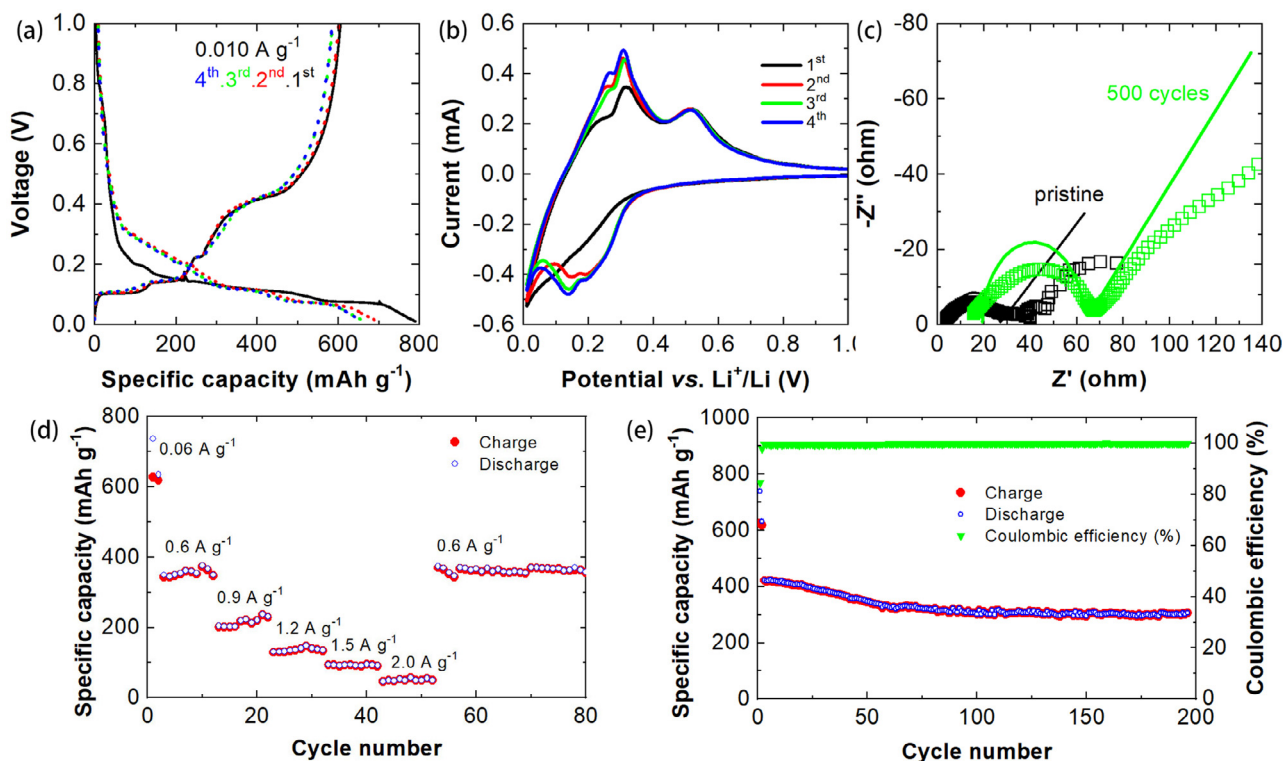 (a)
0.010 A g⁻¹
4th.3rd.2nd.1st
Voltage (V)
1.0
0.8
0.6
0.4
0.2
0.0
0 200 400 600 800
Specific capacity (mAh g⁻¹)
(b)
1st
2nd
3rd
4th
Current (mA)
0.6
0.4
0.2
0.0
-0.2
-0.4
-0.6
0.0 0.2 0.4 0.6 0.8 1.0
Potential vs. Li⁺/Li (V)
(c)
500 cycles
pristine
-Z" (ohm)
-80
-60
-40
-20
0
0 20 40 60 80 100 120 140
Z' (ohm)
(d)
Charge
Discharge
0.06 A g⁻¹
0.6 A g⁻¹
0.9 A g⁻¹
1.2 A g⁻¹
1.5 A g⁻¹
2.0 A g⁻¹
0.6 A g⁻¹
Specific capacity (mAh g⁻¹)
800
600
400
200
0
0 20 40 60 80
Cycle number
(e)
Charge
Discharge
Coulombic efficiency (%)
Specific capacity (mAh g⁻¹)
1000
900
800
600
400
300
100
0
0 50 100 150 200
Cycle number
Coulombic efficiency (%)
100
80
60
40
20
0